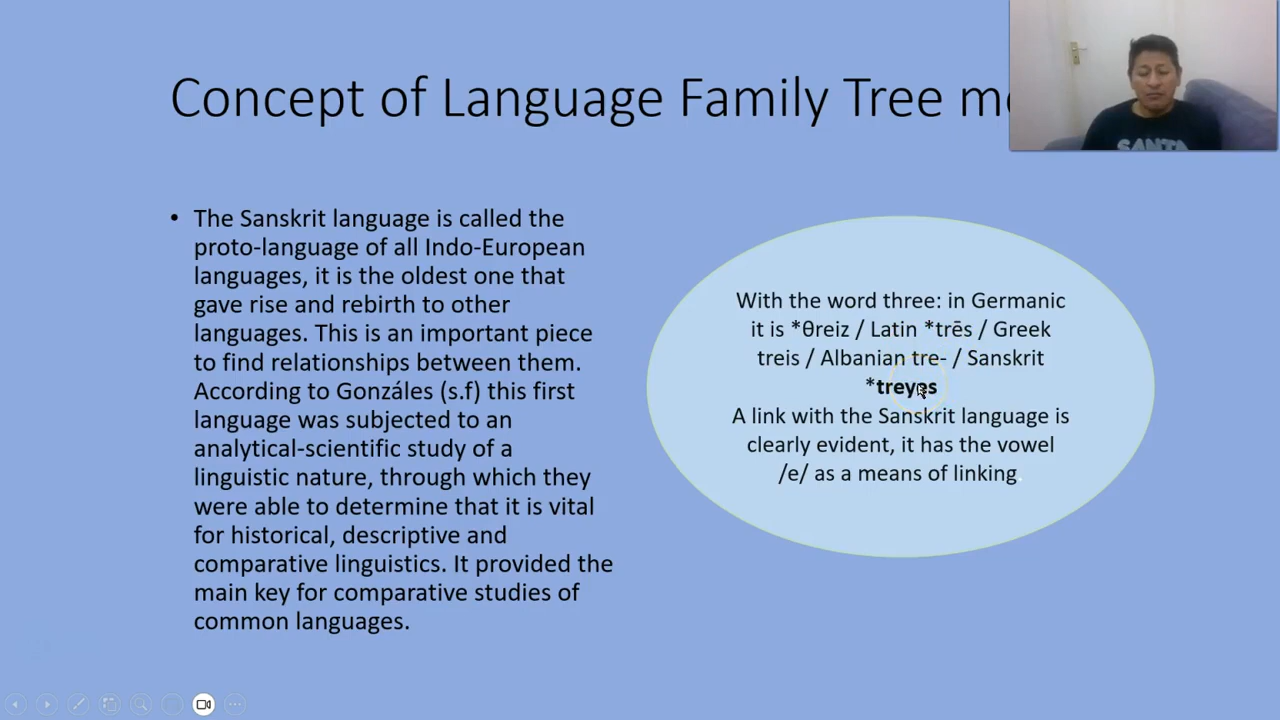 Concept of Language Family Tree m
• The Sanskrit language is called the
proto-language of all Indo-European
languages, it is the oldest one that
gave rise and rebirth to other
languages. This is an important piece
to find relationships between them.
According to Gonzáles (s.f) this first
language was subjected to an
analytical-scientific study of a
linguistic nature, through which they
were able to determine that it is vital
for historical, descriptive and
comparative linguistics. It provided the
main key for comparative studies of
common languages.
With the word three: in Germanic
it is *θreiz / Latin *trēs / Greek
treis / Albanian tre- / Sanskrit
*treyes
A link with the Sanskrit language is
clearly evident, it has the vowel
/e/ as a means of linking
SANTA